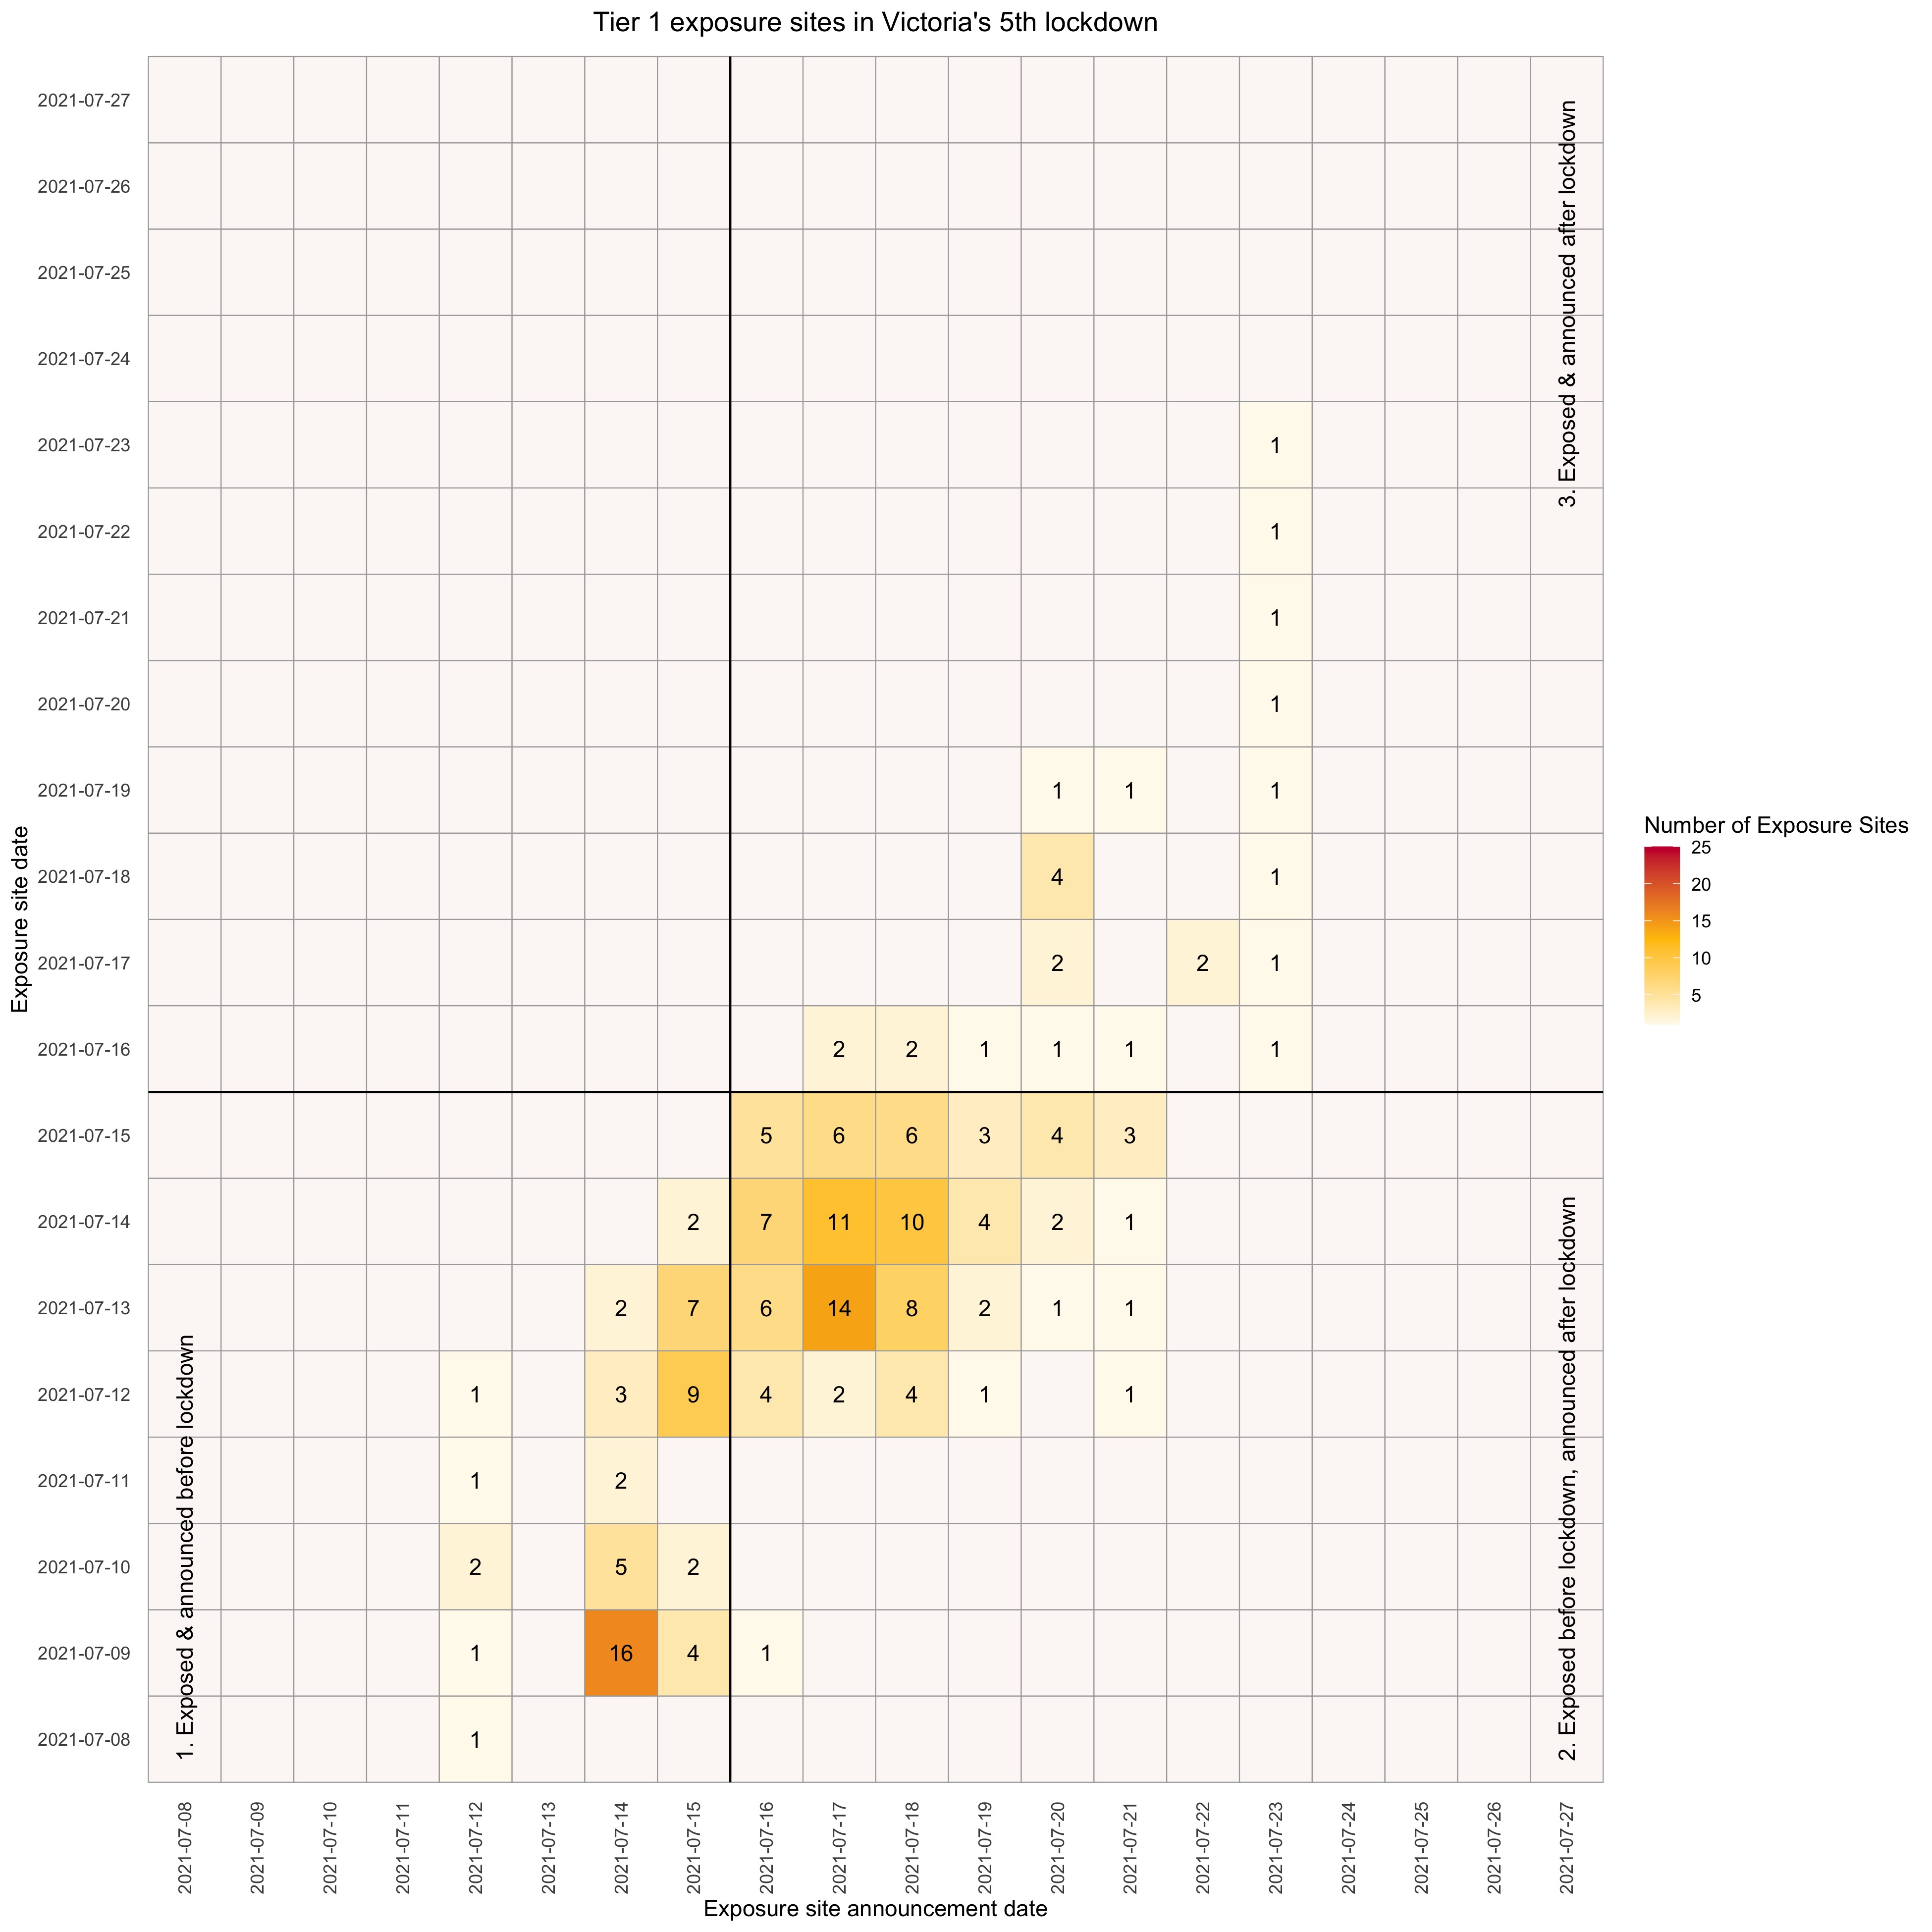 Tier 1 exposure sites in Victoria's 5th lockdown
Exposure site date
2021-07-27
2021-07-26
2021-07-25
2021-07-24
2021-07-23 1
2021-07-22 1
2021-07-21 1
2021-07-20 1
2021-07-19 1 1 1
2021-07-18 4 1
2021-07-17 2 2 1
2021-07-16 2 2 1 1 1 1
2021-07-15 5 6 6 3 4 3
2021-07-14 2 7 11 10 4 2 1
2021-07-13 2 7 6 14 8 2 1 1
2021-07-12 1 3 9 4 2 4 1 1
2021-07-11 1 2
2021-07-10 2 5 2
2021-07-09 1 16 4 1
2021-07-08 1
1. Exposed & announced before lockdown
3. Exposed & announced after lockdown
2. Exposed before lockdown, announced after lockdown
2021-07-08 2021-07-09 2021-07-10 2021-07-11 2021-07-12 2021-07-13 2021-07-14 2021-07-15 2021-07-16 2021-07-17 2021-07-18 2021-07-19 2021-07-20 2021-07-21 2021-07-22 2021-07-23 2021-07-24 2021-07-25 2021-07-26 2021-07-27
Exposure site announcement date
Number of Exposure Sites
25
20
15
10
5